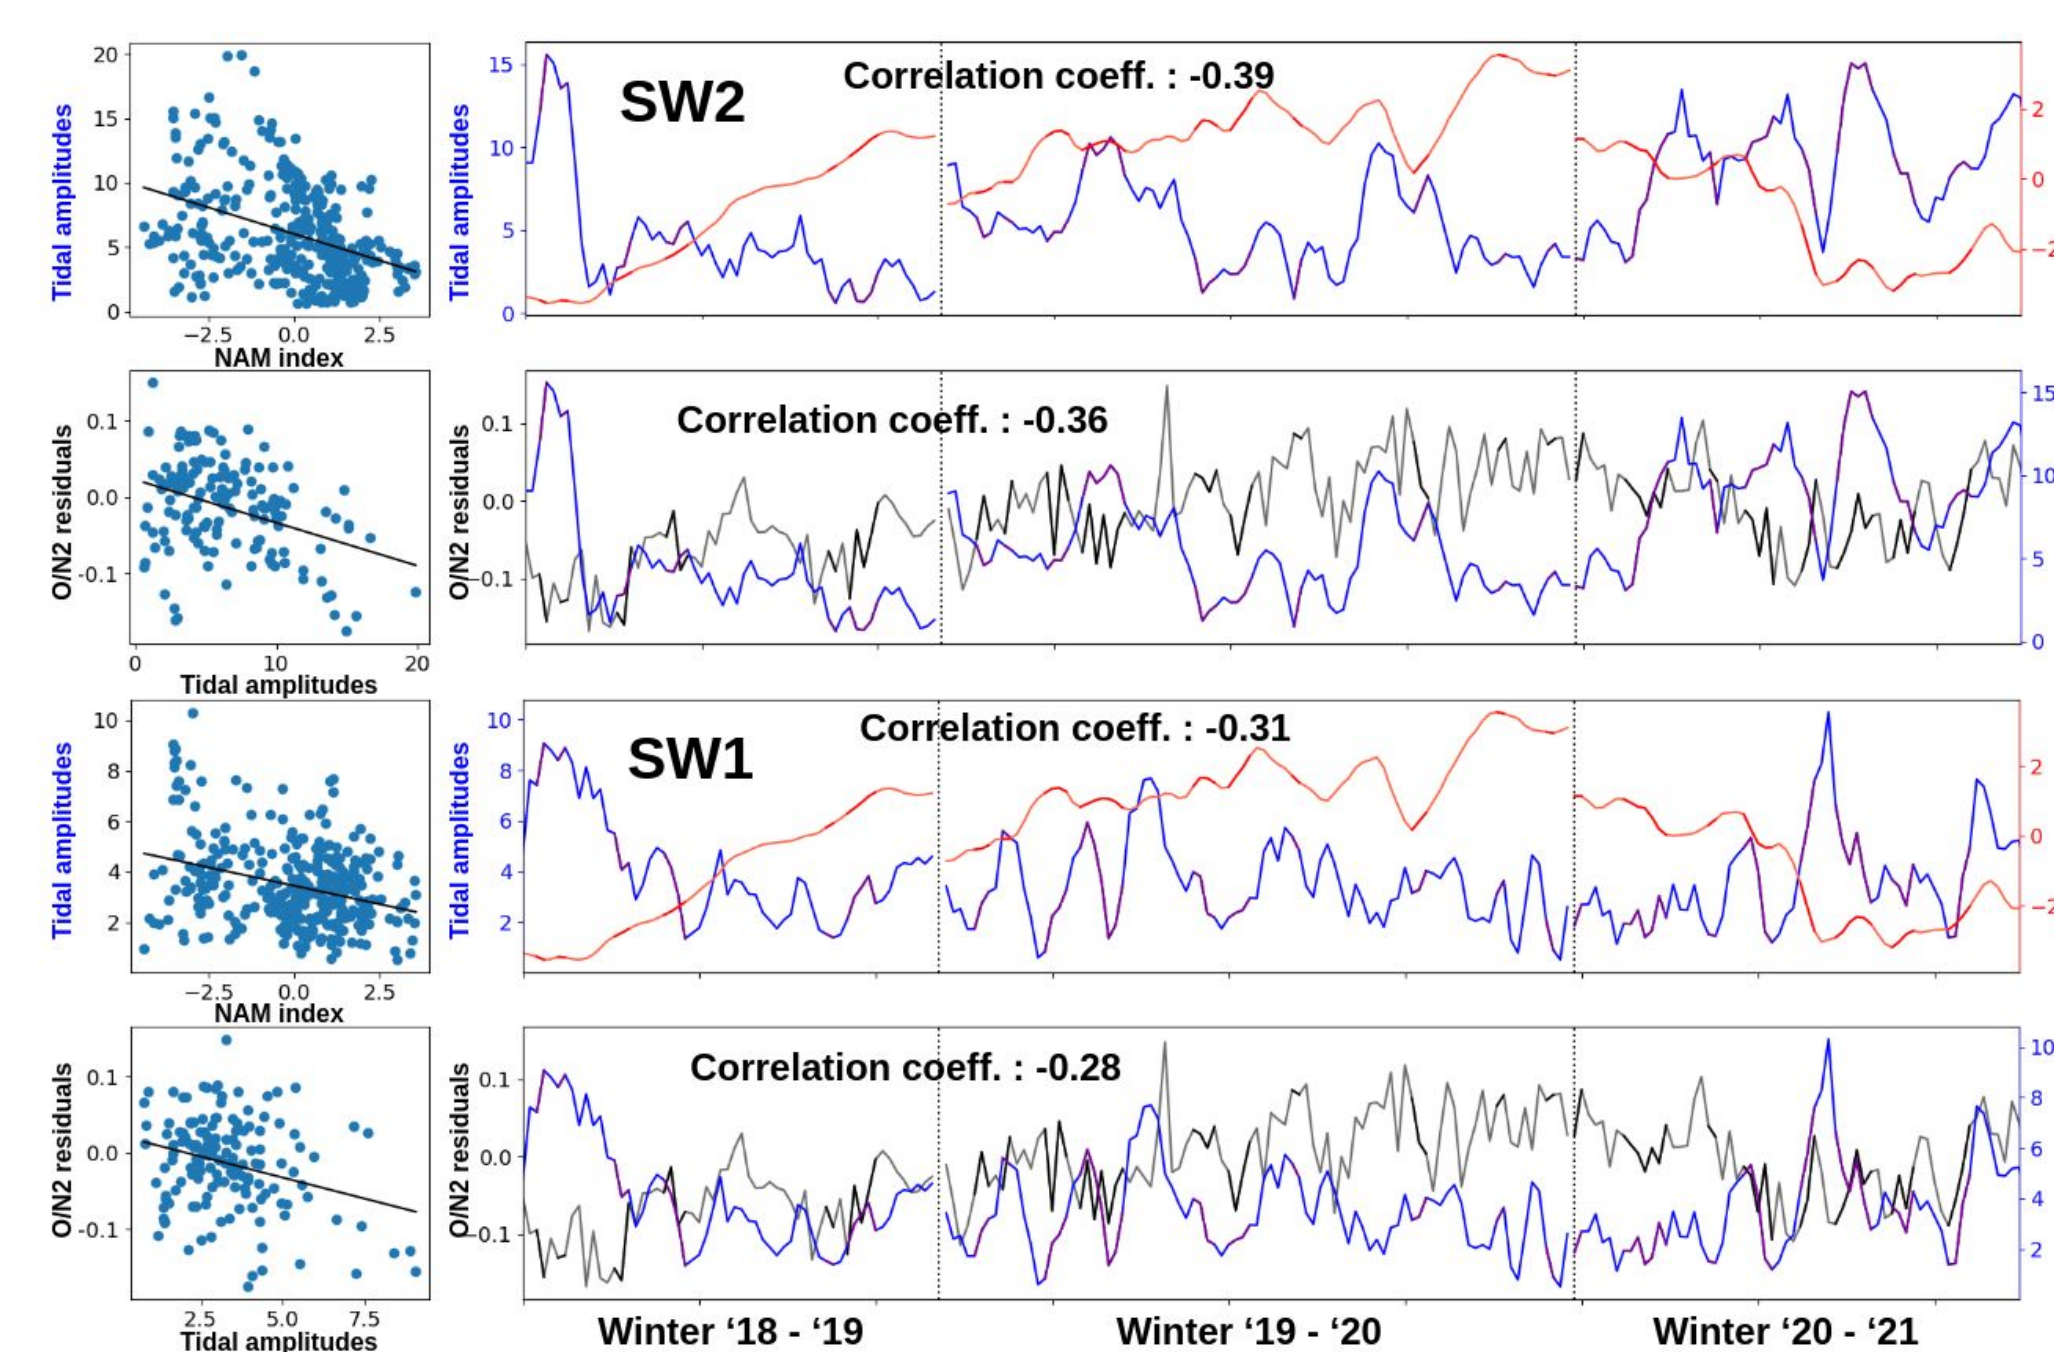 20
15
10
5
0
Tidal amplitudes
−2.5 0.0 2.5
NAM index
15
10
5
0
Tidal amplitudes
SW2
Correlation coeff. : -0.39
2
0
−2
0.1
0.0
-0.1
O/N2 residuals
0 10 20
Tidal amplitudes
0.1
0.0
−0.1
O/N2 residuals
Correlation coeff. : -0.36
15
10
5
0
10
8
6
4
2
Tidal amplitudes
−2.5 0.0 2.5
NAM index
10
8
6
4
2
Tidal amplitudes
SW1
Correlation coeff. : -0.31
2
0
−2
0.1
0.0
-0.1
O/N2 residuals
2.5 5.0 7.5
Tidal amplitudes
0.1
0.0
−0.1
O/N2 residuals
Correlation coeff. : -0.28
10
8
6
4
2
Winter ‘18 - ‘19 Winter ‘19 - ‘20 Winter ‘20 - ‘21